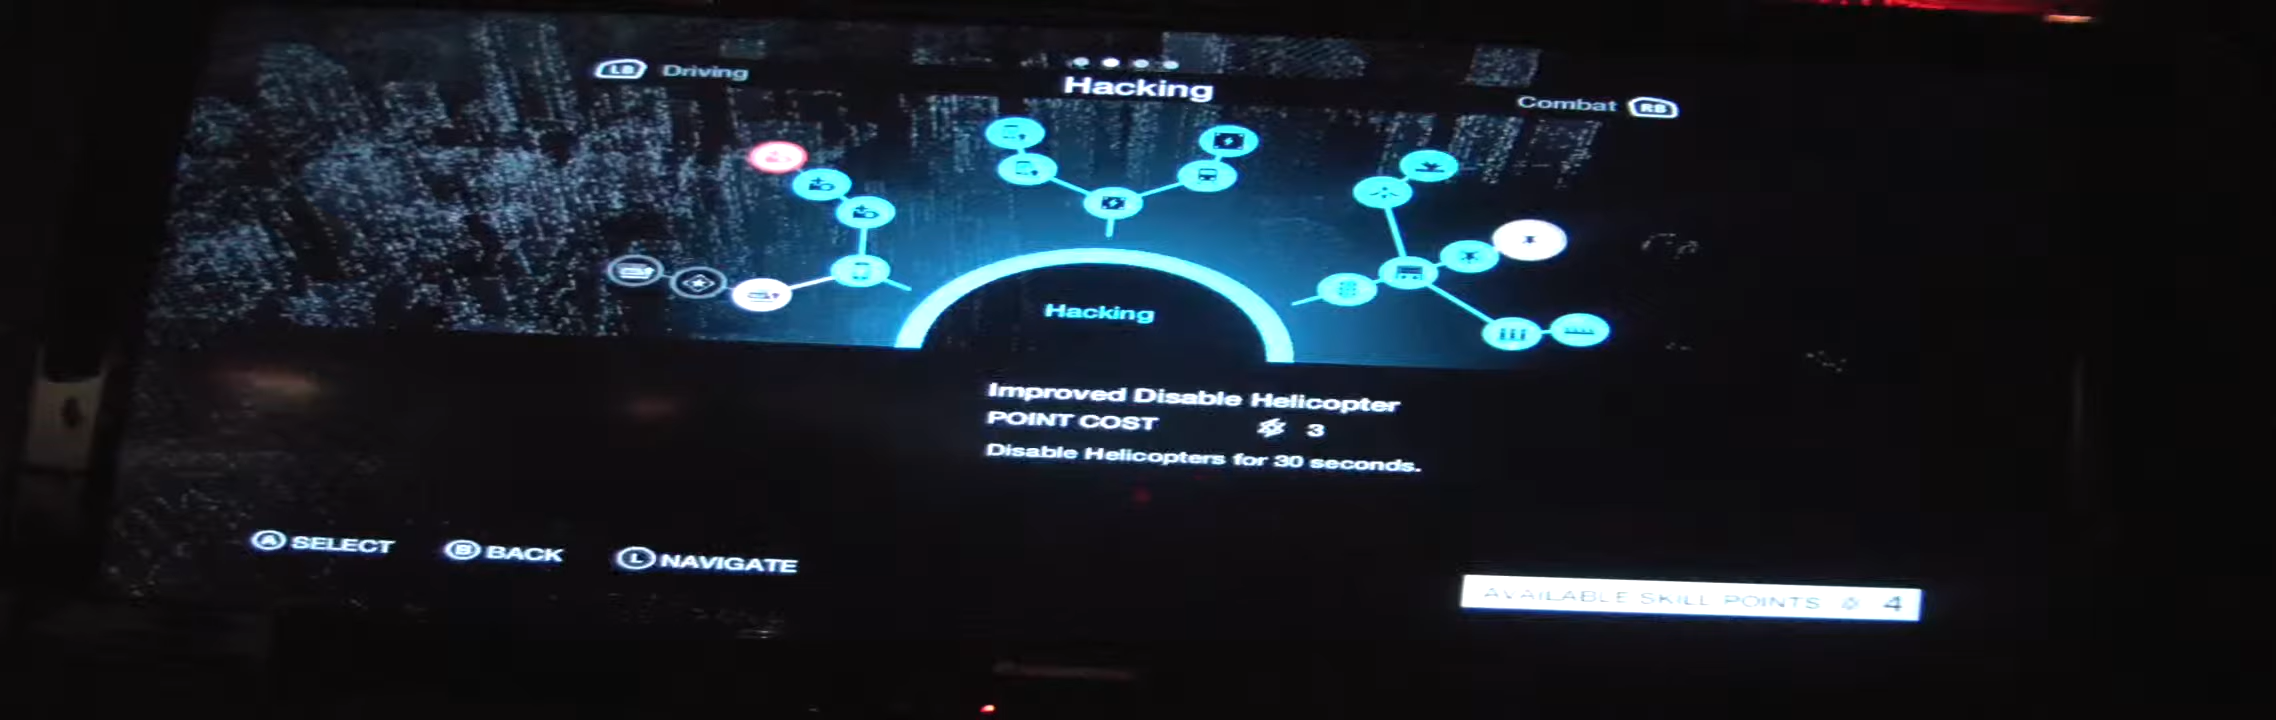 LB Driving
Hacking
Combat RB
Hacking
Improved Disable Helicopter
POINT COST 3
Disable Helicopters for 30 seconds.
A SELECT B BACK L NAVIGATE
AVAILABLE SKILL POINTS 4